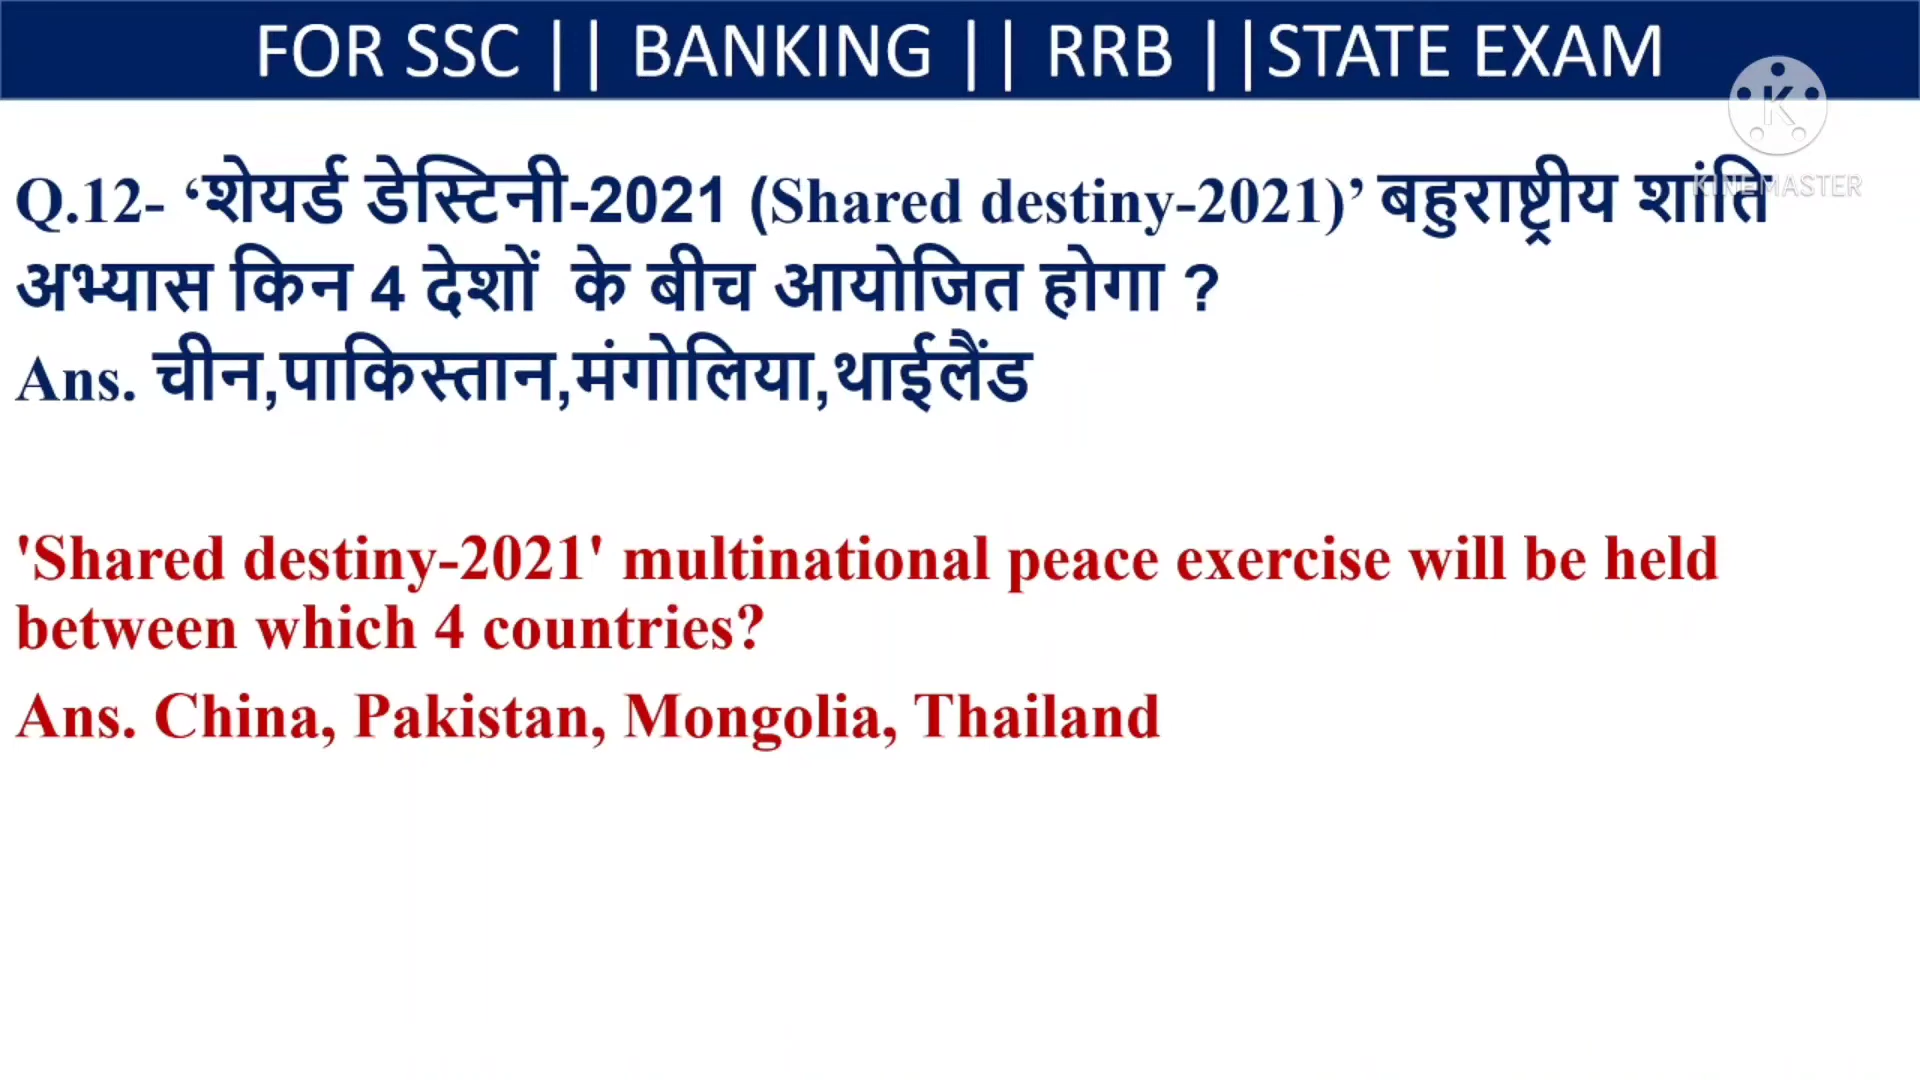 FOR SSC || BANKING || RRB ||STATE EXAM
K
KINEMASTER
Q.12- ‘शेयर्ड डेस्टिनी-2021 (Shared destiny-2021)’ बहुराष्ट्रीय शांति
अभ्यास किन 4 देशों के बीच आयोजित होगा ?
Ans. चीन,पाकिस्तान,मंगोलिया,थाईलैंड
'Shared destiny-2021' multinational peace exercise will be held
between which 4 countries?
Ans. China, Pakistan, Mongolia, Thailand